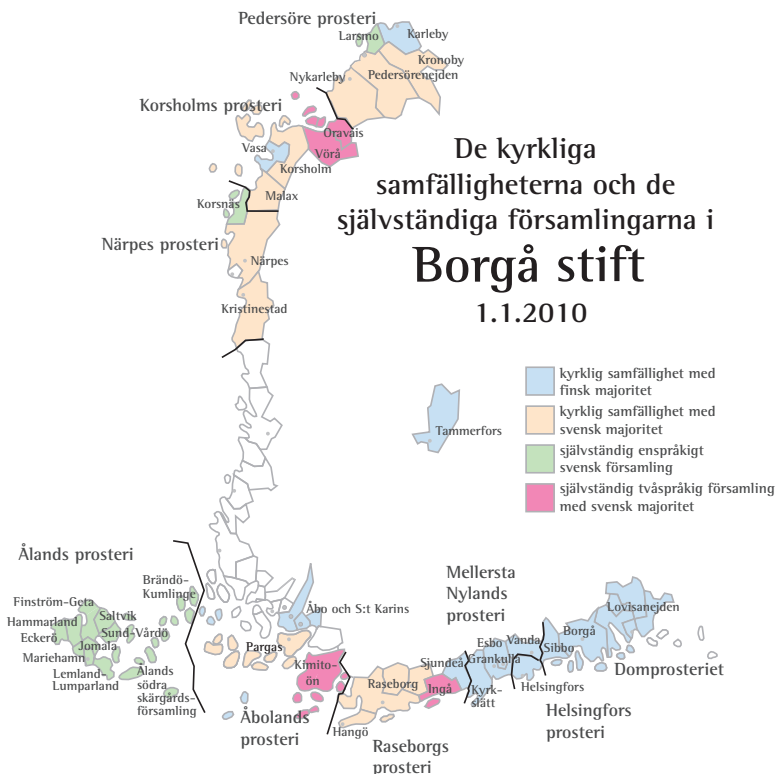 Pedersöre prosteri
Larsmo
Karleby
Kronoby
Nykarleby
Pedersörenejden
Korsholms prosteri
Oravais
Vörå
Vasa
Korsholm
Malax
Korsnäs
Närpes prosteri
Närpes
Kristinestad
De kyrkliga
samfälligheterna och de
självständiga församlingarna i
Borgå stift
1.1.2010
kyrklig samfällighet med
finsk majoritet
kyrklig samfällighet med
svensk majoritet
självständig enspråkigt
svensk församling
självständig tvåspråkig församling
med svensk majoritet
Tammerfors
Ålands prosteri
Brändö-
Kumlinge
Finström-Geta
Hammarland
Saltvik
Eckerö
Sund-Vårdö
Jomala
Mariehamn
Lemland-
Lumparland
Ålands
södra
skärgårds-
församling
Åbo och S:t Karins
Pargas
Kimito-
ön
Åbolands
prosteri
Hangö
Raseborg
Ingå
Raseborgs
prosteri
Mellersta
Nylands
prosteri
Sjundeå
Esbo
Vanda
Grankulla
Kyrk-
slätt
Helsingfors
Helsingfors
prosteri
Sibbo
Borgå
Lovisanejden
Domprosteriet